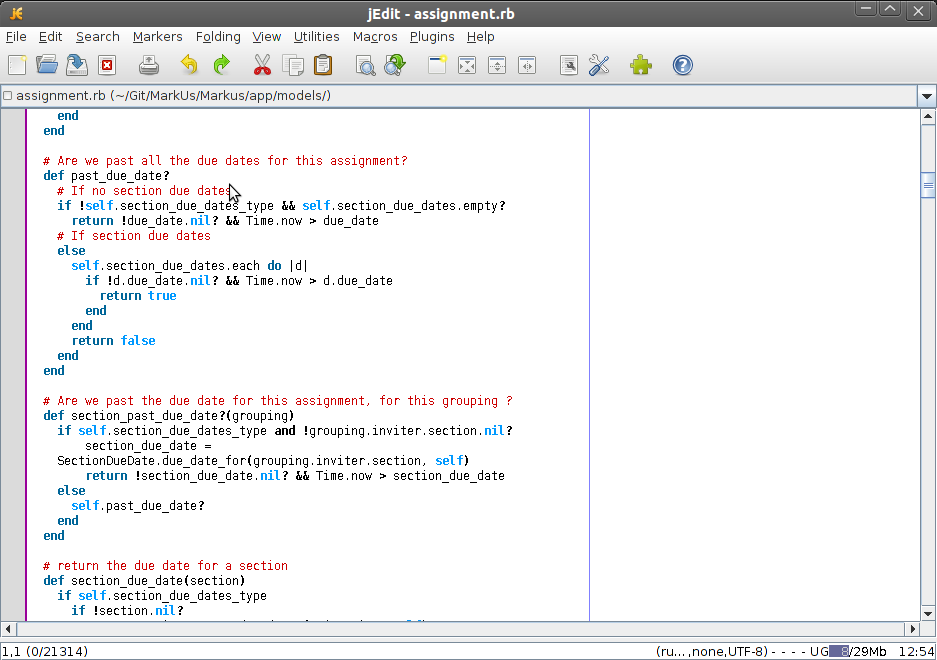 jEdit - assignment.rb
File Edit Search Markers Folding View Utilities Macros Plugins Help
assignment.rb (~/Git/MarkUs/Markus/app/models/)
end
end
# Are we past all the due dates for this assignment?
def past_due_date?
# If no section due dates
if !self.section_due_dates_type && self.section_due_dates.empty?
return !due_date.nil? && Time.now > due_date
# If section due dates
else
self.section_due_dates.each do |d|
if !d.due_date.nil? && Time.now > d.due_date
return true
end
end
return false
end
end
# Are we past the due date for this assignment, for this grouping ?
def section_past_due_date?(grouping)
if self.section_due_dates_type and !grouping.inviter.section.nil?
section_due_date =
SectionDueDate.due_date_for(grouping.inviter.section, self)
return !section_due_date.nil? && Time.now > section_due_date
else
self.past_due_date?
end
end
# return the due date for a section
def section_due_date(section)
if self.section_due_dates_type
if !section.nil?
1,1 (0/21314) (ru...,none,UTF-8) - - - - UG 8/29Mb 12:54